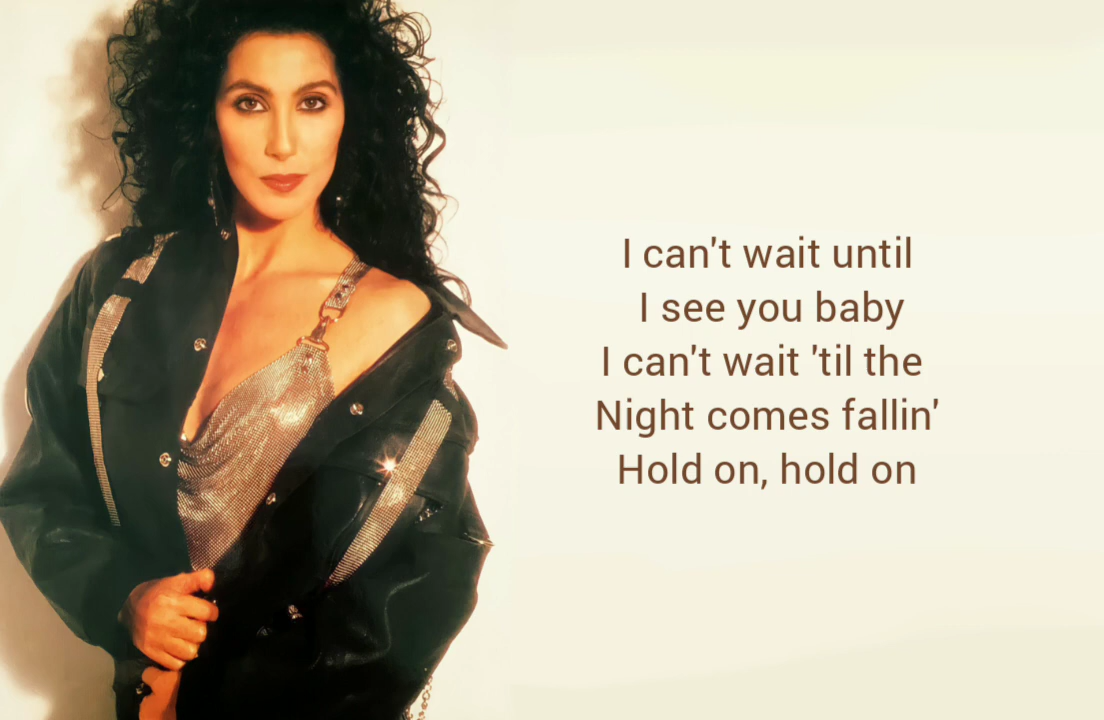 I can't wait until
I see you baby
I can't wait 'til the
Night comes fallin'
Hold on, hold on